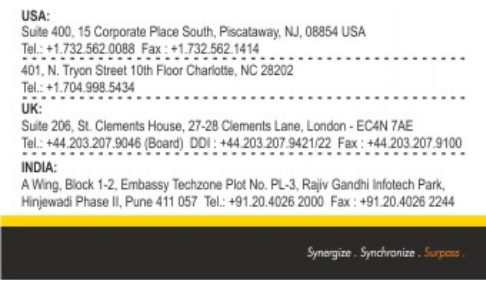 USA:
Suite 400, 15 Corporate Place South, Piscataway, NJ, 08854 USA
Tel.: +1.732.562.0088 Fax : +1.732.562.1414
401, N. Tryon Street 10th Floor Charlotte, NC 28202
Tel.: +1.704.998.5434
UK:
Suite 206, St. Clements House, 27-28 Clements Lane, London - EC4N 7AE
Tel.: +44.203.207.9046 (Board) DDI : +44.203.207.9421/22 Fax : +44.203.207.9100
INDIA:
A Wing, Block 1-2, Embassy Techzone Plot No. PL-3, Rajiv Gandhi Infotech Park,
Hinjewadi Phase II, Pune 411 057 Tel.: +91.20.4026 2000 Fax : +91.20.4026 2244
Synergize . Synchronize . Surpass .